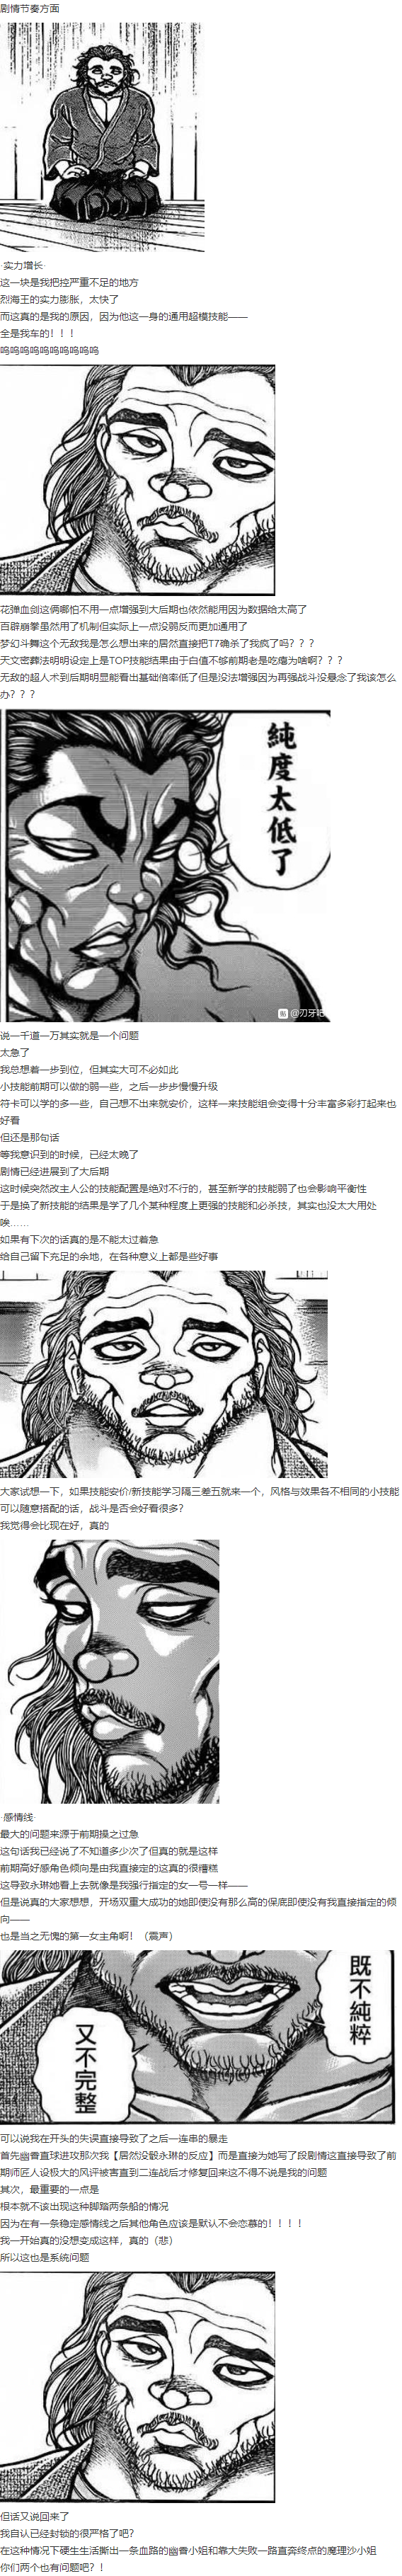 剧情节奏方面
·实力增长·
这一块是我把控严重不足的地方
烈海王的实力膨胀，太快了
而这真的是我的原因，因为他这一身的通用超模技能——
全是我车的！！！
呜呜呜呜呜呜呜呜呜呜
花弹血剑这俩哪怕不用一点增强到大后期也依然能用因为数据给太高了
百辟崩拳虽然用了机制但实际上一点没弱反而更加通用了
梦幻斗舞这个无敌我是怎么想出来的居然直接把T7确杀了我疯了吗？？？
天文密葬法明明设定上是TOP技能结果由于白值不够前期老是吃瘪为啥啊？？？
无敌的超人术到后期明显能看出基础倍率低了但是没法增强因为再强战斗没悬念了我该怎么
办？？？
純度太低了
@刃牙吧
说一千道一万其实就是一个问题
太急了
我总想着一步到位，但其实大可不必如此
小技能前期可以做的弱一些，之后一步步慢慢升级
符卡可以学的多一些，自己想不出来就安价，这样一来技能组会变得十分丰富多彩打起来也
好看
但还是那句话
等我意识到的时候，已经太晚了
剧情已经进展到了大后期
这时候突然改主人公的技能配置是绝对不行的，甚至新学的技能弱了也会影响平衡性
于是换了新技能的结果是学了几个某种程度上更强的技能和必杀技，其实也没太大用处
唉……
如果有下次的话真的是不能太过着急
给自己留下充足的余地，在各种意义上都是些好事
大家试想一下，如果技能安价/新技能学习隔三差五就来一个，风格与效果各不相同的小技能
可以随意搭配的话，战斗是否会好看很多？
我觉得会比现在好，真的
·感情线·
最大的问题来源于前期操之过急
这句话我已经说了不知道多少次了但真的就是这样
前期高好感角色倾向是由我直接定的这真的很糟糕
这导致永琳她看上去就像是我强行指定的女一号一样——
但是说真的大家想想，开场双重大成功的她即使没有那么高的保底即使没有我直接指定的倾
向——
也是当之无愧的第一女主角啊！（震声）
既不純粹
又不完整
可以说我在开头的失误直接导致了之后一连串的暴走
首先幽香直球进攻那次我【居然没骰永琳的反应】而是直接为她写了段剧情这直接导致了前
期师匠人设极大的风评被害直到二连战后才修复回来这不得不说是我的问题
其次，最重要的一点是
根本就不该出现这种脚踏两条船的情况
因为在有一条稳定感情线之后其他角色应该是默认不会恋慕的！！！！
我一开始真的没想变成这样，真的（悲）
所以这也是系统问题
但话又说回来了
我自认已经封锁的很严格了吧？
在这种情况下硬生生活撕出一条血路的幽香小姐和靠大失败一路直奔终点的魔理沙小姐
你们两个也有问题吧？！